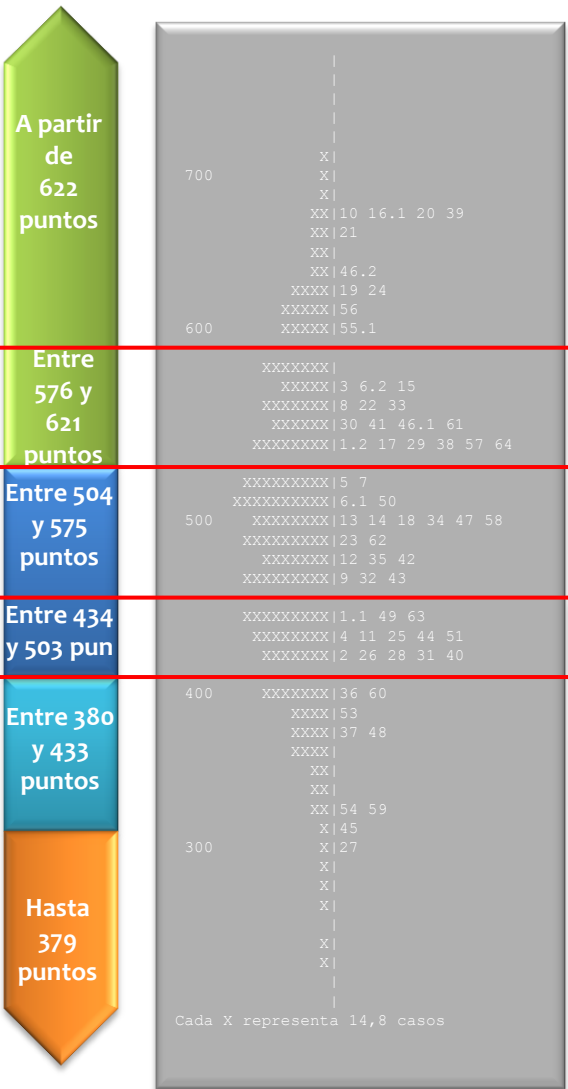 A partir
de
622
puntos
Entre
576 y
621
puntos
Entre 504
y 575
puntos
Entre 434
y 503 pun
Entre 380
y 433
puntos
Hasta
379
puntos
|
|
|
|
|
X|
700 X|
X|
XX|10 16.1 20 39
XX|21
XX|
XX|46.2
XXXX|19 24
XXXXX|56
600 XXXXX|55.1
XXXXXXX|
XXXXX|3 6.2 15
XXXXXXX|8 22 33
XXXXXX|30 41 46.1 61
XXXXXXXX|1.2 17 29 38 57 64
XXXXXXXXX|5 7
XXXXXXXXXX|6.1 50
500 XXXXXXXX|13 14 18 34 47 58
XXXXXXXXX|23 62
XXXXXXX|12 35 42
XXXXXXXXX|9 32 43
XXXXXXXXX|1.1 49 63
XXXXXXXX|4 11 25 44 51
XXXXXXX|2 26 28 31 40
400 XXXXXXX|36 60
XXXX|53
XXXX|37 48
XXXX|
XX|
XX|
XX|54 59
X|45
300 X|27
X|
X|
X|
|
X|
X|
|
|
Cada X representa 14,8 casos